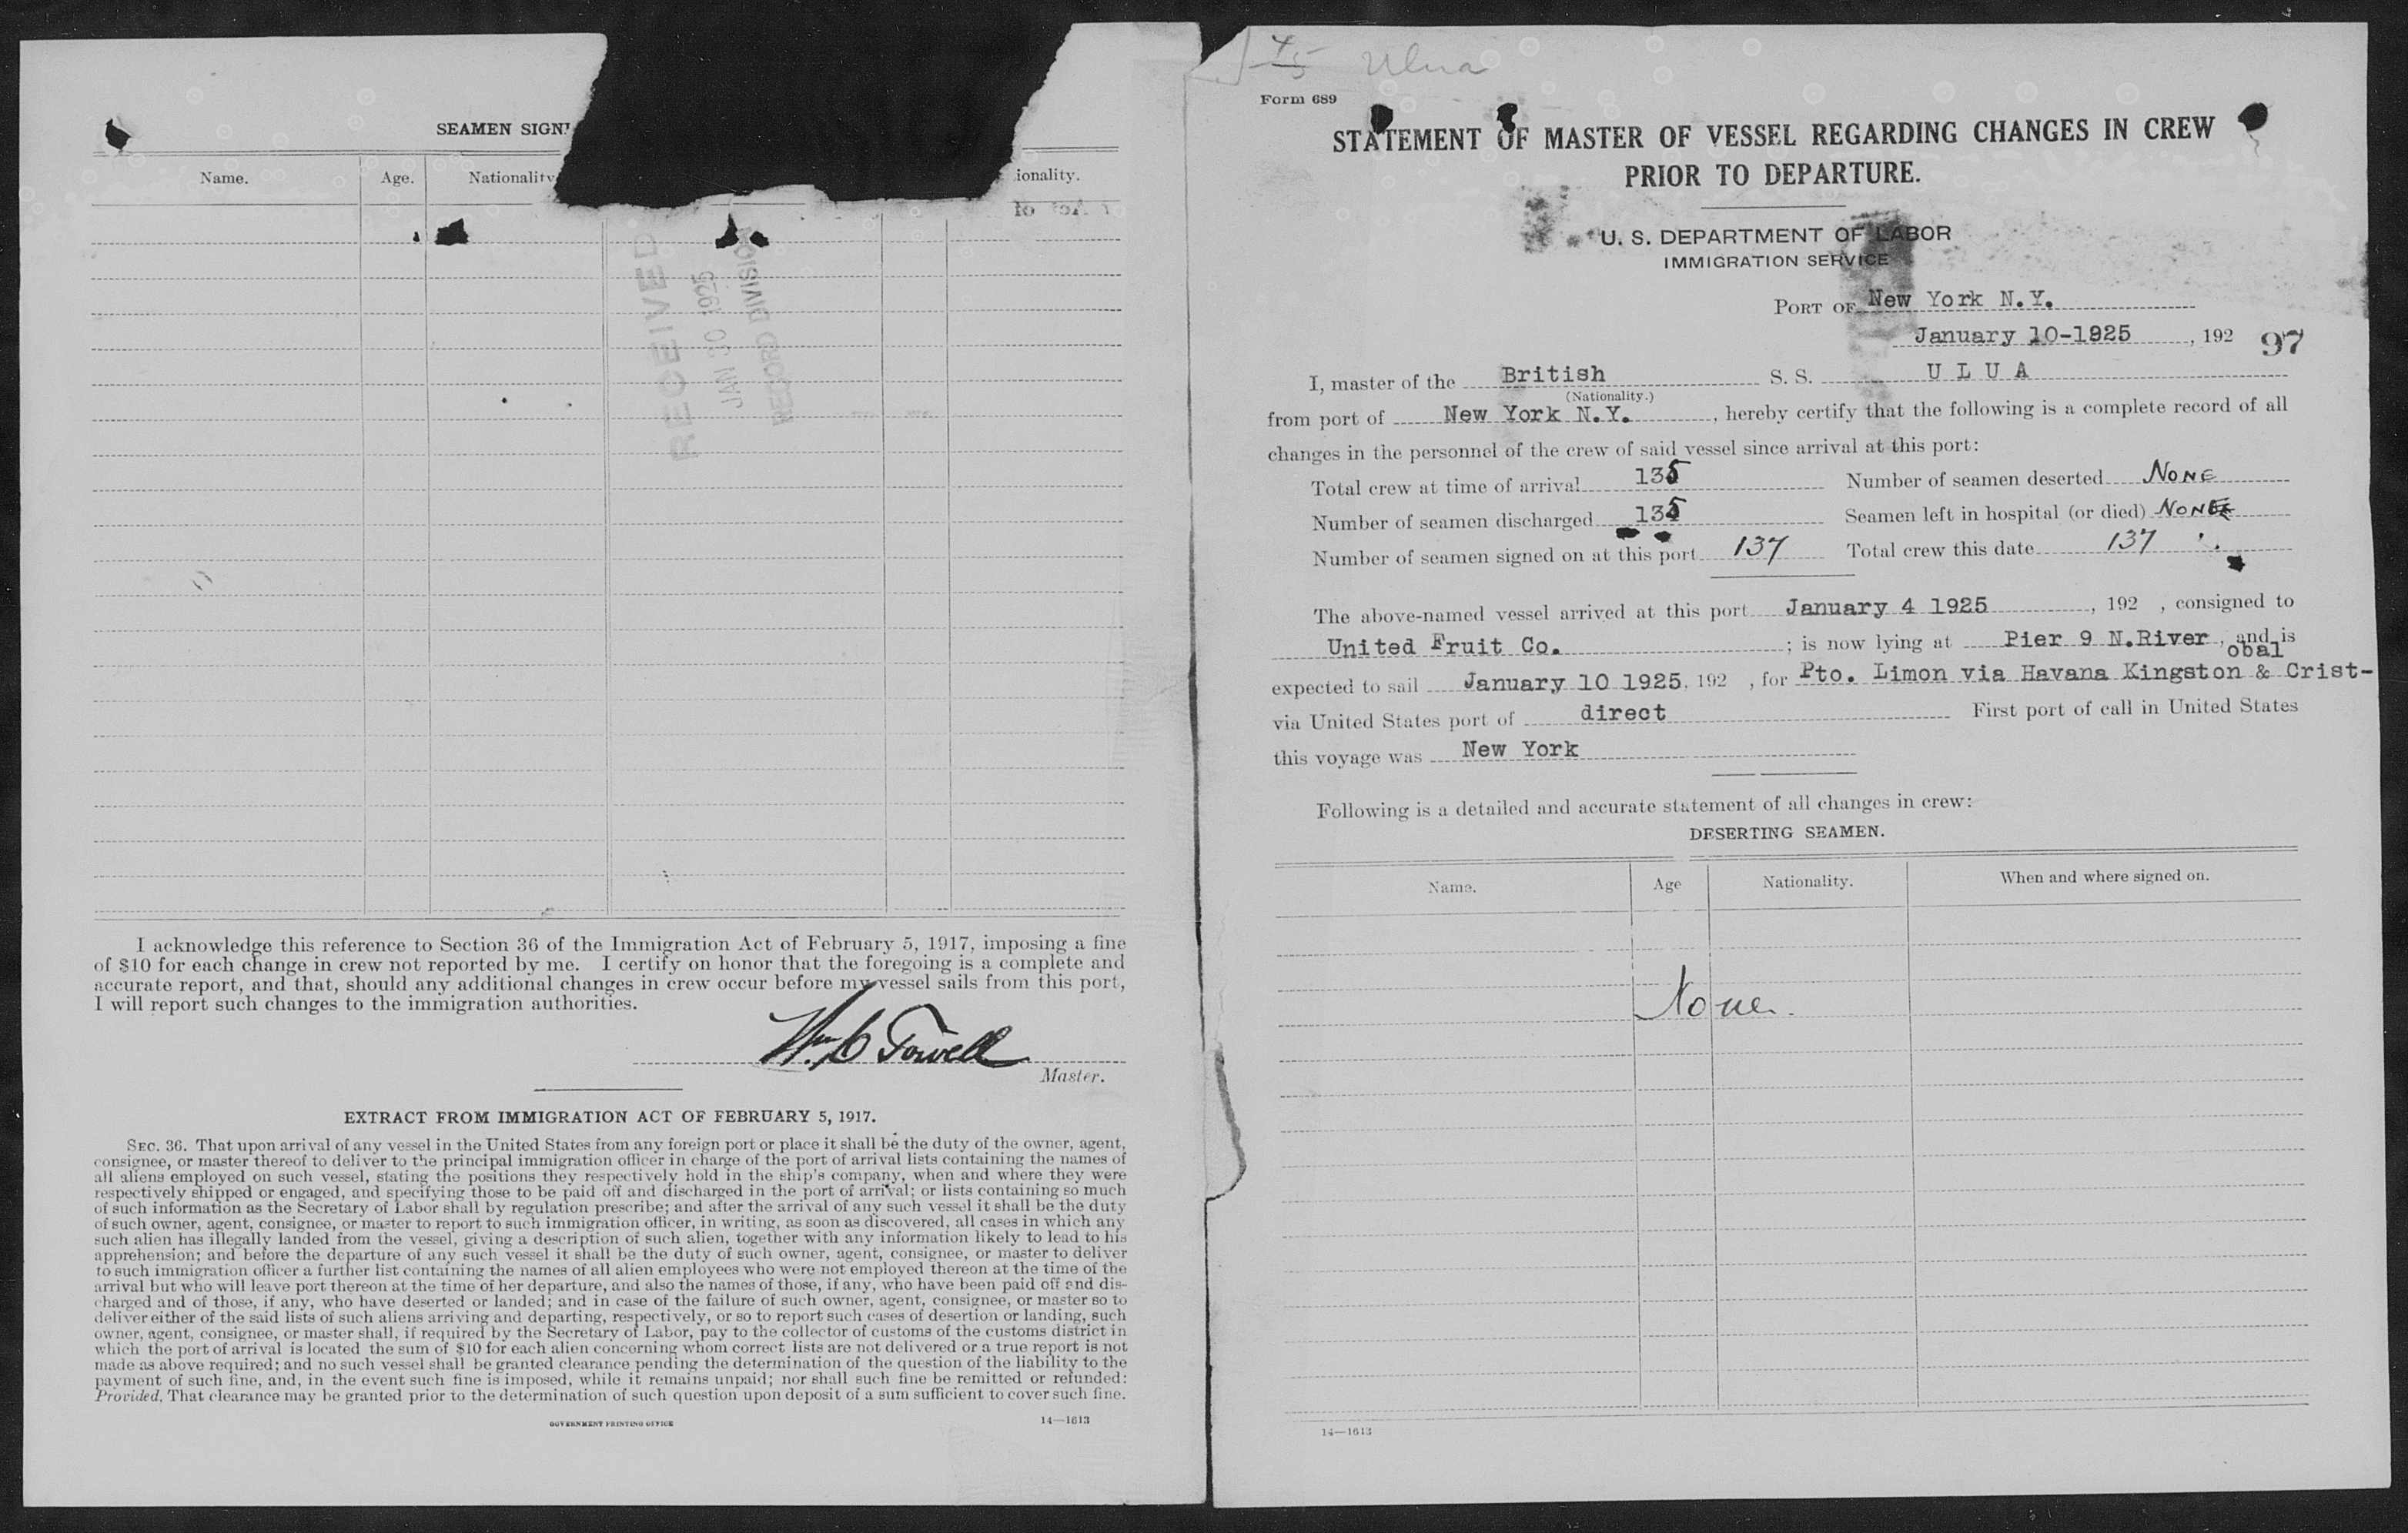 SEAMEN SIGN
Name. Age. Nationality ionality.
RECEIVED
JAN 30 1925
RECORD DIVISION
I acknowledge this reference to Section 36 of the Immigration Act of February 5, 1917, imposing a fine
of $10 for each change in crew not reported by me. I certify on honor that the foregoing is a complete and
accurate report, and that, should any additional changes in crew occur before my vessel sails from this port,
I will report such changes to the immigration authorities.
Wm C Towell
Master.
EXTRACT FROM IMMIGRATION ACT OF FEBRUARY 5, 1917.
SEC. 36. That upon arrival of any vessel in the United States from any foreign port or place it shall be the duty of the owner, agent,
consignee, or master thereof to deliver to the principal immigration officer in charge of the port of arrival lists containing the names of
all aliens employed on such vessel, stating the positions they respectively hold in the ship's company, when and where they were
respectively shipped or engaged, and specifying those to be paid off and discharged in the port of arrival; or lists containing so much
of such information as the Secretary of Labor shall by regulation prescribe; and after the arrival of any such vessel it shall be the duty
of such owner, agent, consignee, or master to report to such immigration officer, in writing, as soon as discovered, all cases in which any
such alien has illegally landed from the vessel, giving a description of such alien, together with any information likely to lead to his
apprehension; and before the departure of any such vessel it shall be the duty of such owner, agent, consignee, or master to deliver
to such immigration officer a further list containing the names of all alien employees who were not employed thereon at the time of the
arrival but who will leave port thereon at the time of her departure, and also the names of those, if any, who have been paid off and dis-
charged and of those, if any, who have deserted or landed; and in case of the failure of such owner, agent, consignee, or master so to
deliver either of the said lists of such aliens arriving and departing, respectively, or so to report such cases of desertion or landing, such
owner, agent, consignee, or master shall, if required by the Secretary of Labor, pay to the collector of customs of the customs district in
which the port of arrival is located the sum of $10 for each alien concerning whom correct lists are not delivered or a true report is not
made as above required; and no such vessel shall be granted clearance pending the determination of the question of the liability to the
payment of such fine, and, in the event such fine is imposed, while it remains unpaid; nor shall such fine be remitted or refunded:
Provided, That clearance may be granted prior to the determination of such question upon deposit of a sum sufficient to cover such fine.
GOVERNMENT PRINTING OFFICE 14—1613
Ulua
Form 689
STATEMENT OF MASTER OF VESSEL REGARDING CHANGES IN CREW
PRIOR TO DEPARTURE.
U. S. DEPARTMENT OF LABOR
IMMIGRATION SERVICE
PORT OF New York N.Y.
January 10-1925, 192 97
I, master of the British S. S. U L U A
(Nationality.)
from port of New York N.Y., hereby certify that the following is a complete record of all
changes in the personnel of the crew of said vessel since arrival at this port:
Total crew at time of arrival 135 Number of seamen deserted NONE
Number of seamen discharged 135 Seamen left in hospital (or died) NONE
Number of seamen signed on at this port 137 Total crew this date 137
The above-named vessel arrived at this port January 4 1925, 192 , consigned to
United Fruit Co. ; is now lying at Pier 9 N.River, and is
obal
expected to sail January 10 1925, 192 , for Pto. Limon via Havana Kingston & Crist-
via United States port of direct First port of call in United States
this voyage was New York
Following is a detailed and accurate statement of all changes in crew:
DESERTING SEAMEN.
Name. Age Nationality. When and where signed on.
None.
14—1613